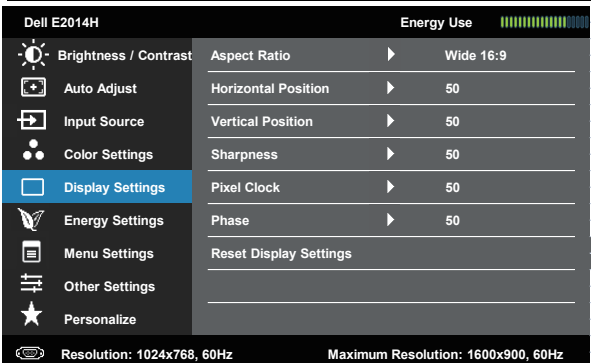 Dell E2014H Energy Use
Brightness / Contrast Aspect Ratio Wide 16:9
Auto Adjust Horizontal Position 50
Input Source Vertical Position 50
Color Settings Sharpness 50
Display Settings Pixel Clock 50
Energy Settings Phase 50
Menu Settings Reset Display Settings
Other Settings
Personalize
Resolution: 1024x768, 60Hz Maximum Resolution: 1600x900, 60Hz